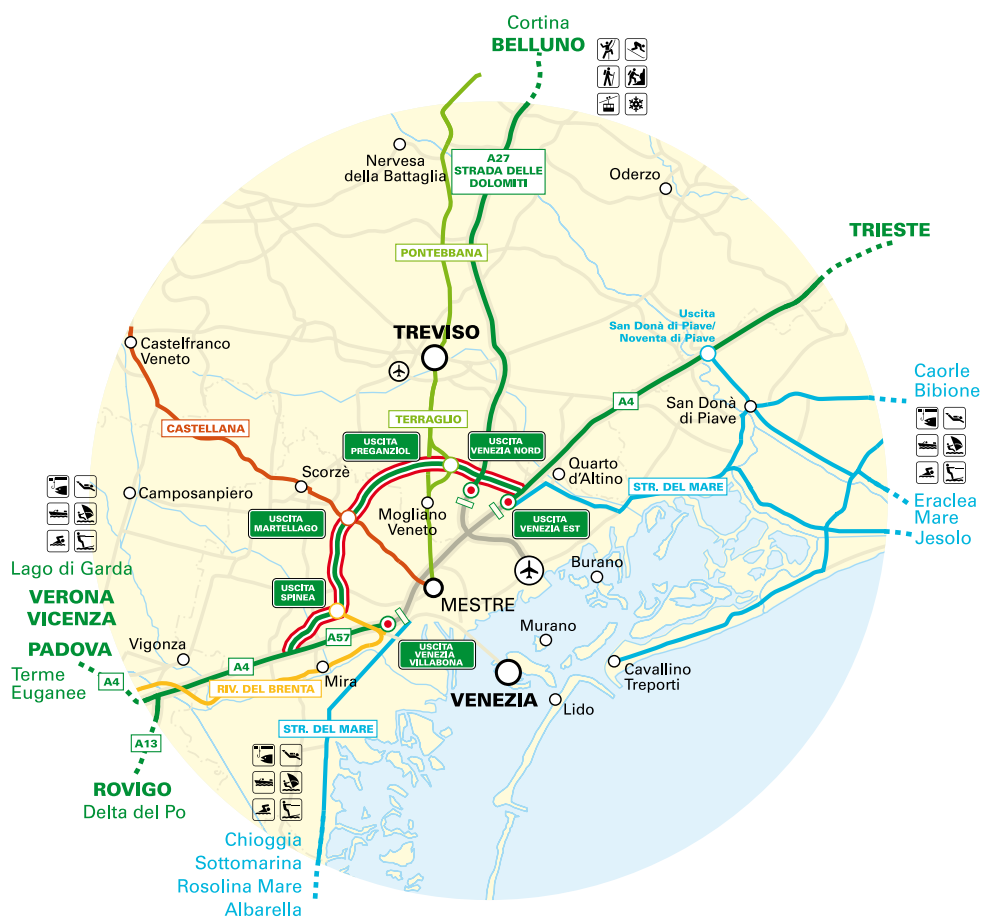 Cortina
BELLUNO
A27
STRADA DELLE
DOLOMITI
Nervesa
della Battaglia
Oderzo
TRIESTE
PONTEBBANA
Uscita
San Donà di Piave/
Noventa di Piave
TREVISO
Castelfranco
Veneto
Caorle
Bibione
A4
San Donà
di Piave
TERRAGLIO
CASTELLANA
USCITA
PREGANZIOL
USCITA
VENEZIA NORD
Scorzè
Quarto
d'Altino
STR. DEL MARE
Camposanpiero
Eraclea
Mare
Jesolo
USCITA
MARTELLAGO
Mogliano
Veneto
USCITA
VENEZIA EST
Lago di Garda
Burano
USCITA
SPINEA
MESTRE
VERONA
VICENZA
Murano
A57
PADOVA
Vigonza
USCITA
VENEZIA
VILLABONA
Terme
Euganee
A4
A4
Mira
Cavallino
Treporti
RIV. DEL BRENTA
VENEZIA
Lido
STR. DEL MARE
A13
ROVIGO
Delta del Po
Chioggia
Sottomarina
Rosolina Mare
Albarella